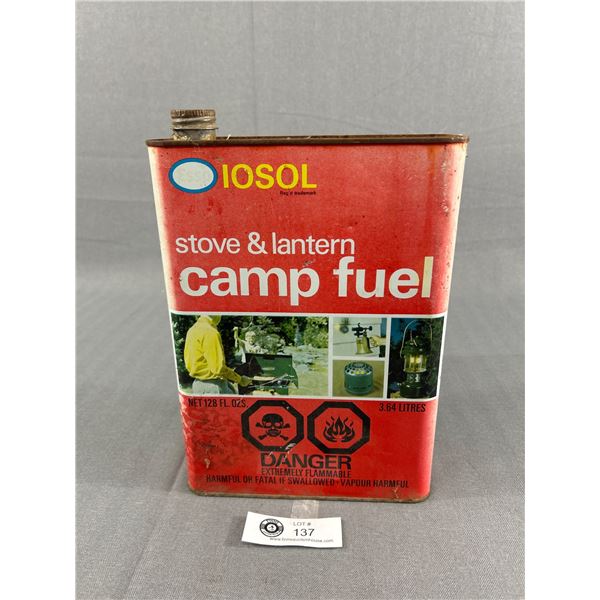 Esso IOSOL
Reg'd trademark
stove & lantern
camp fuel
NET 128 FL. OZS. 3.64 LITRES
DANGER
EXTREMELY FLAMMABLE
HARMFUL OR FATAL IF SWALLOWED • VAPOUR HARMFUL
LOT #
137